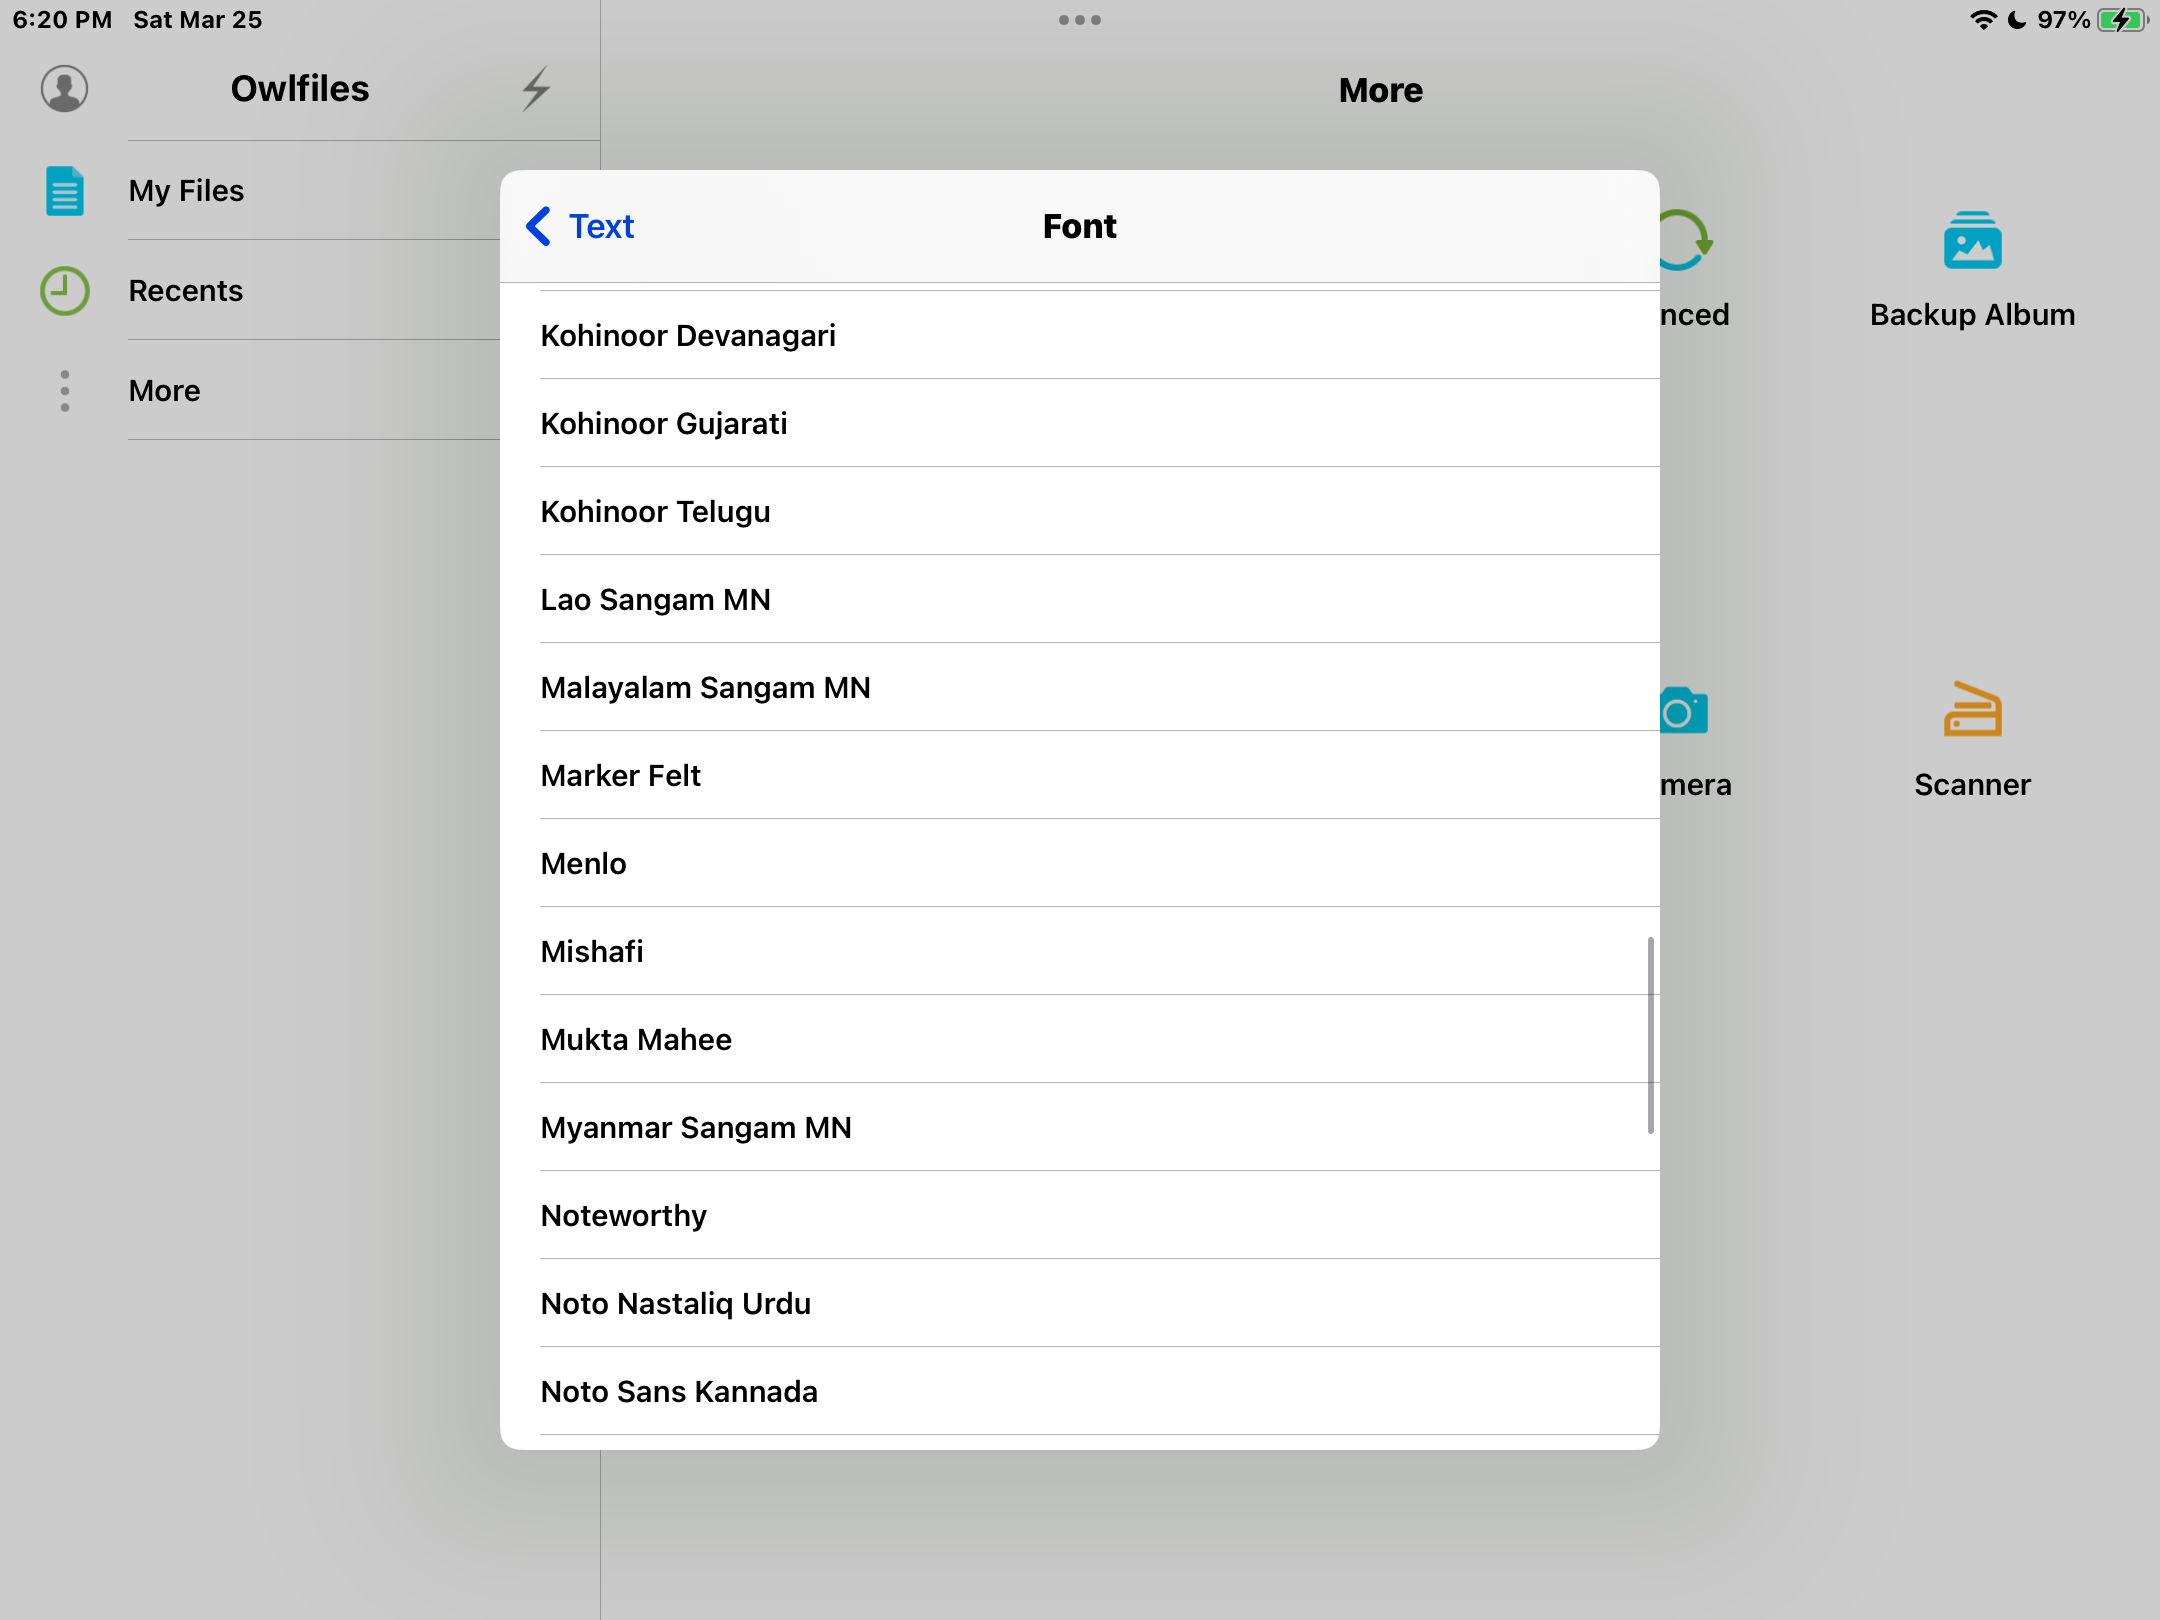 6:20 PM Sat Mar 25
97%
Owlfiles
My Files
Recents
More
More
nced
Backup Album
mera
Scanner
Text
Font
Kohinoor Devanagari
Kohinoor Gujarati
Kohinoor Telugu
Lao Sangam MN
Malayalam Sangam MN
Marker Felt
Menlo
Mishafi
Mukta Mahee
Myanmar Sangam MN
Noteworthy
Noto Nastaliq Urdu
Noto Sans Kannada